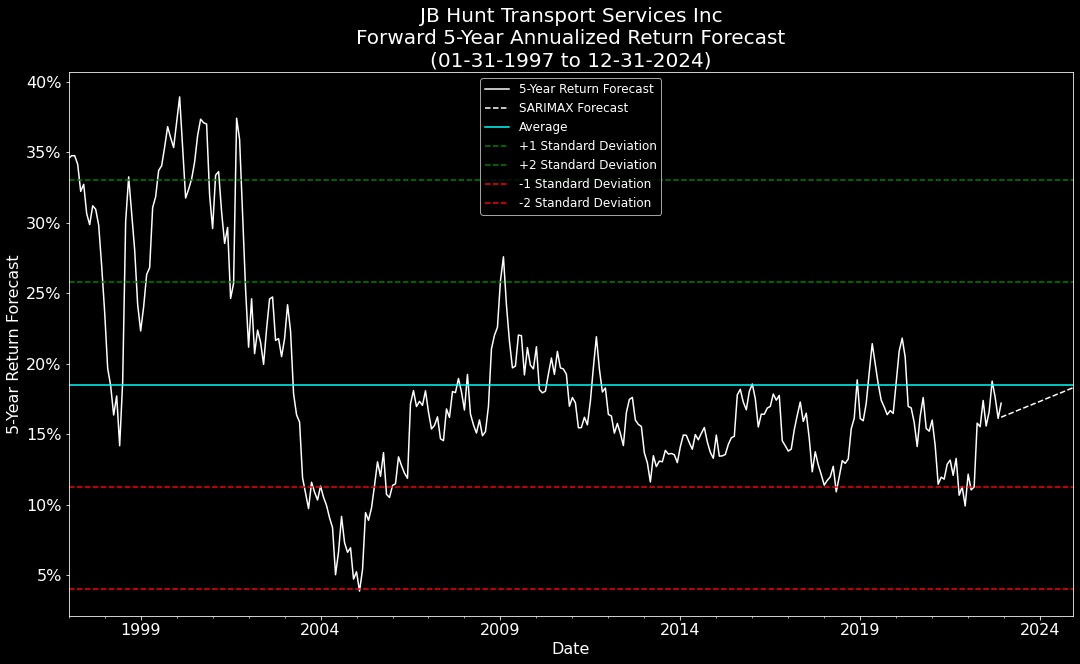 JB Hunt Transport Services Inc
Forward 5-Year Annualized Return Forecast
(01-31-1997 to 12-31-2024)
5-Year Return Forecast
SARIMAX Forecast
Average
+1 Standard Deviation
+2 Standard Deviation
-1 Standard Deviation
-2 Standard Deviation
5-Year Return Forecast
40%
35%
30%
25%
20%
15%
10%
5%
1999
2004
2009
2014
2019
2024
Date